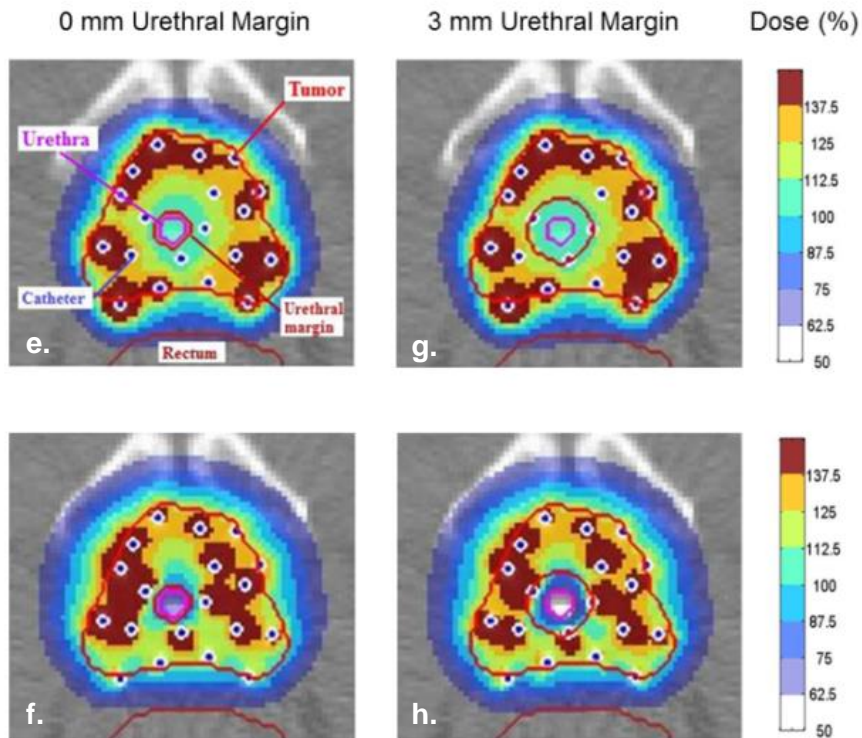 0 mm Urethral Margin
3 mm Urethral Margin
Dose (%)
Tumor
Urethra
Catheter
Urethral
margin
Rectum
e.
g.
137.5
125
112.5
100
87.5
75
62.5
50
f.
h.
137.5
125
112.5
100
87.5
75
62.5
50